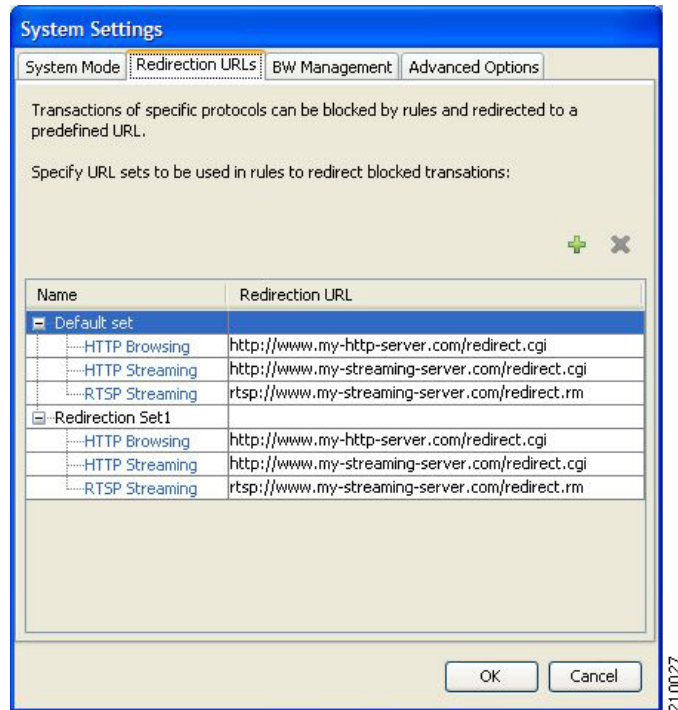 System Settings
System Mode Redirection URLs BW Management Advanced Options
Transactions of specific protocols can be blocked by rules and redirected to a
predefined URL.
Specify URL sets to be used in rules to redirect blocked transations:
Name Redirection URL
Default set
HTTP Browsing http://www.my-http-server.com/redirect.cgi
HTTP Streaming http://www.my-streaming-server.com/redirect.cgi
RTSP Streaming rtsp://www.my-streaming-server.com/redirect.rm
Redirection Set1
HTTP Browsing http://www.my-http-server.com/redirect.cgi
HTTP Streaming http://www.my-streaming-server.com/redirect.cgi
RTSP Streaming rtsp://www.my-streaming-server.com/redirect.rm
OK Cancel
210027